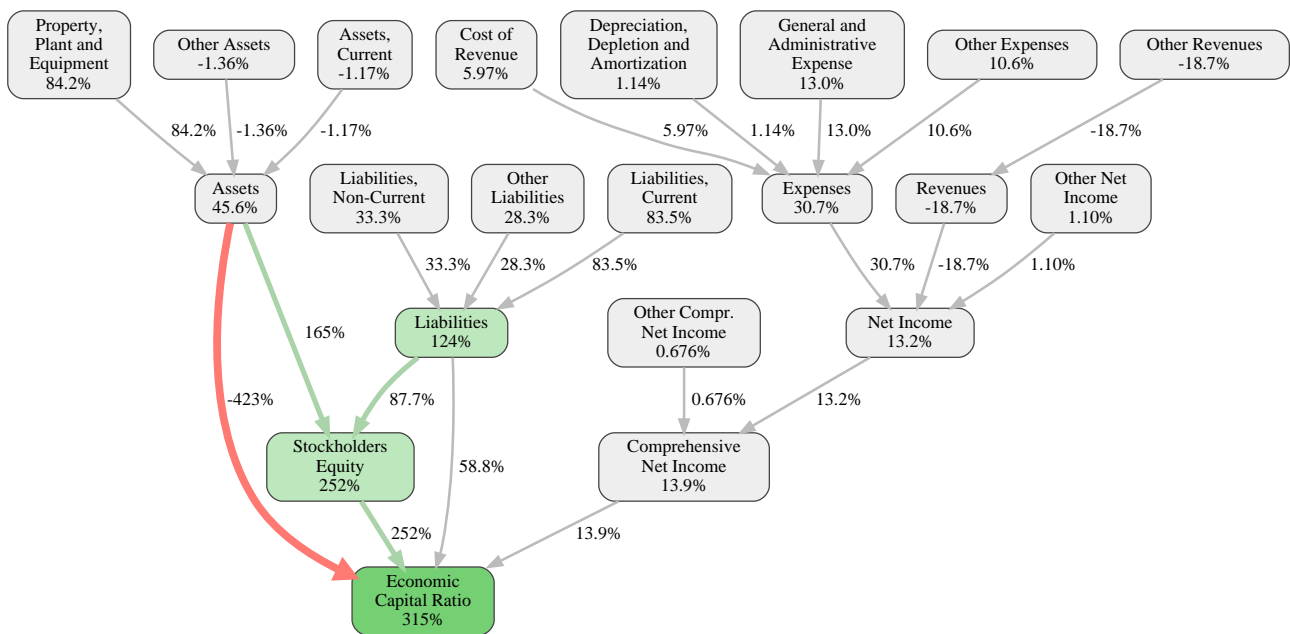 Property,
Plant and
Equipment
84.2%
Other Assets
-1.36%
Assets,
Current
-1.17%
Cost of
Revenue
5.97%
Depreciation,
Depletion and
Amortization
1.14%
General and
Administrative
Expense
13.0%
Other Expenses
10.6%
Other Revenues
-18.7%
84.2%
-1.36%
-1.17%
5.97%
1.14%
13.0%
10.6%
-18.7%
Assets
45.6%
Liabilities,
Non-Current
33.3%
Other
Liabilities
28.3%
Liabilities,
Current
83.5%
Expenses
30.7%
Revenues
-18.7%
Other Net
Income
1.10%
33.3%
28.3%
83.5%
30.7%
-18.7%
1.10%
165%
Liabilities
124%
Other Compr.
Net Income
0.676%
Net Income
13.2%
-423%
87.7%
0.676%
13.2%
Stockholders
Equity
252%
58.8%
Comprehensive
Net Income
13.9%
252%
13.9%
Economic
Capital Ratio
315%